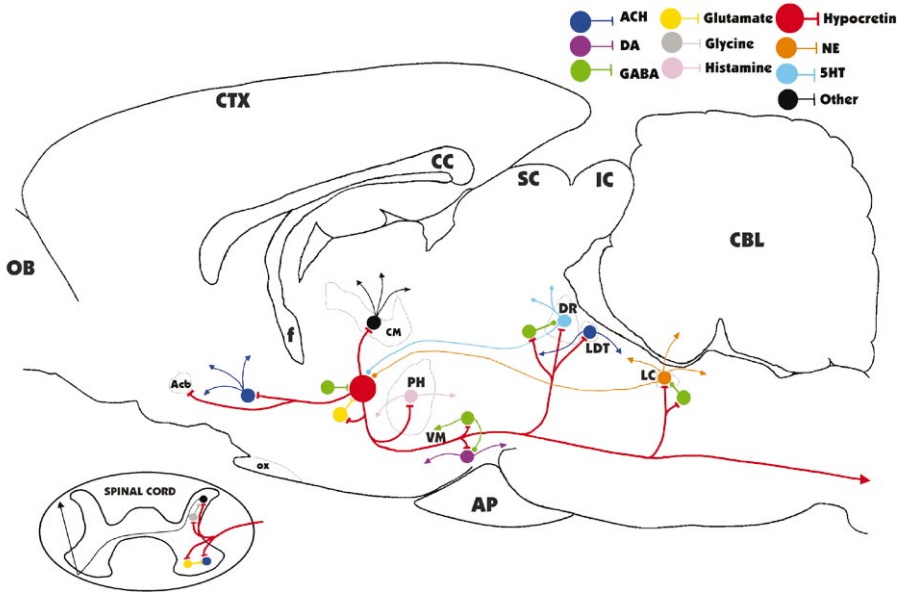 ACH
Glutamate
Hypocretin
DA
Glycine
NE
GABA
Histamine
5HT
Other
CTX
CC
SC
IC
OB
CBL
f
CM
DR
LDT
Acb
PH
LC
VM
ox
SPINAL CORD
AP